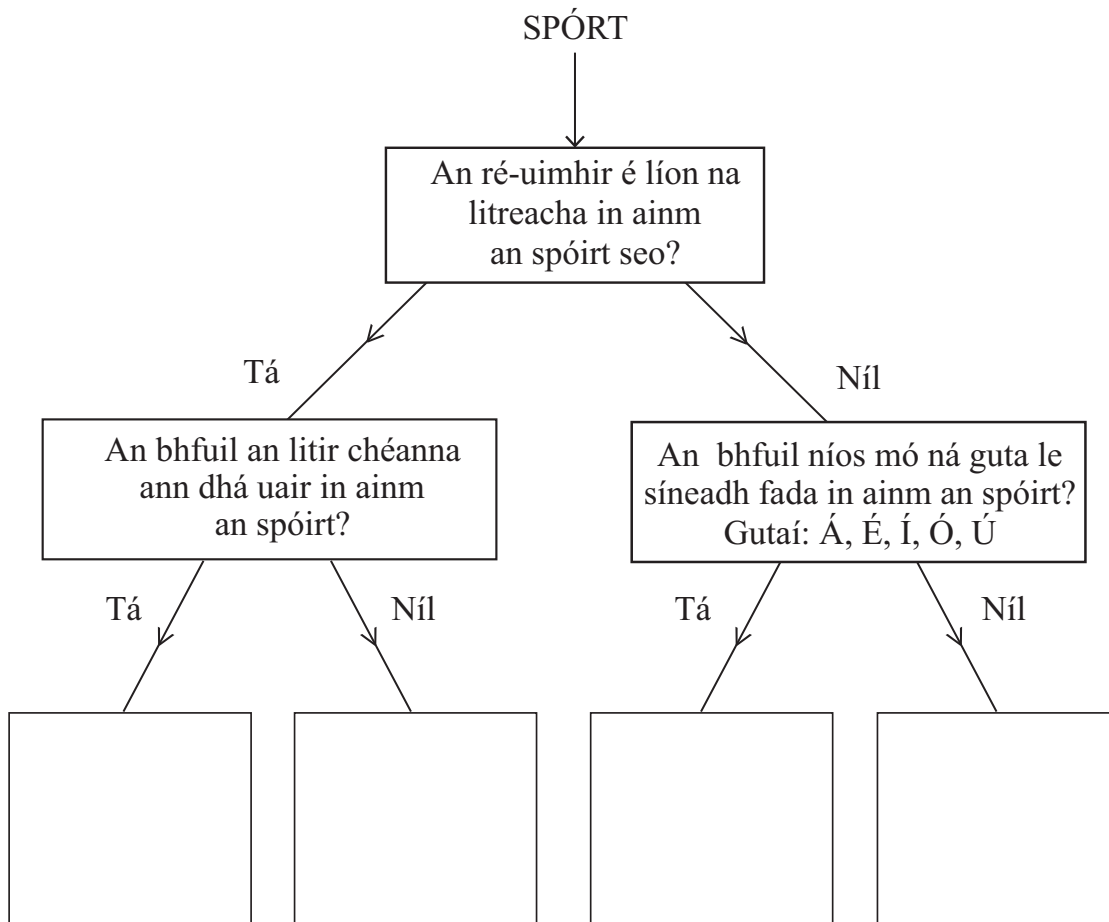 SPÓRT
An ré-uimhir é líon na
litreacha in ainm
an spóirt seo?
Tá
Níl
An bhfuil an litir chéanna
ann dhá uair in ainm
an spóirt?
An bhfuil níos mó ná guta le
síneadh fada in ainm an spóirt?
Gutaí: Á, É, Í, Ó, Ú
Tá
Níl
Tá
Níl